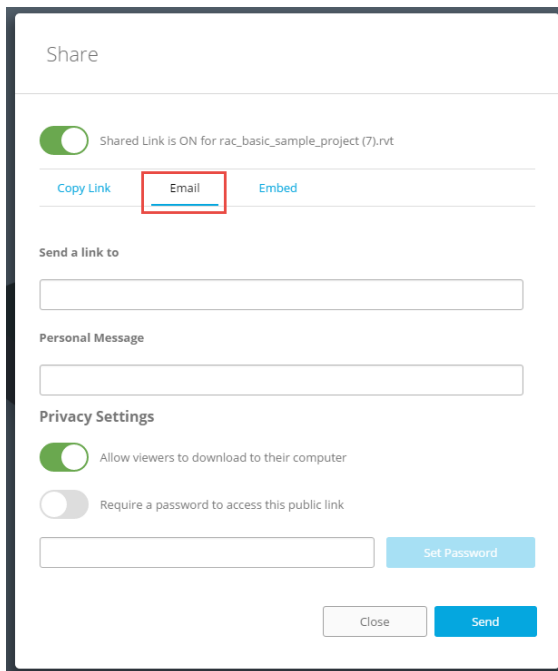 Share
Shared Link is ON for rac_basic_sample_project (7).rvt
Copy Link Email Embed
Send a link to
Personal Message
Privacy Settings
Allow viewers to download to their computer
Require a password to access this public link
Set Password
Close Send